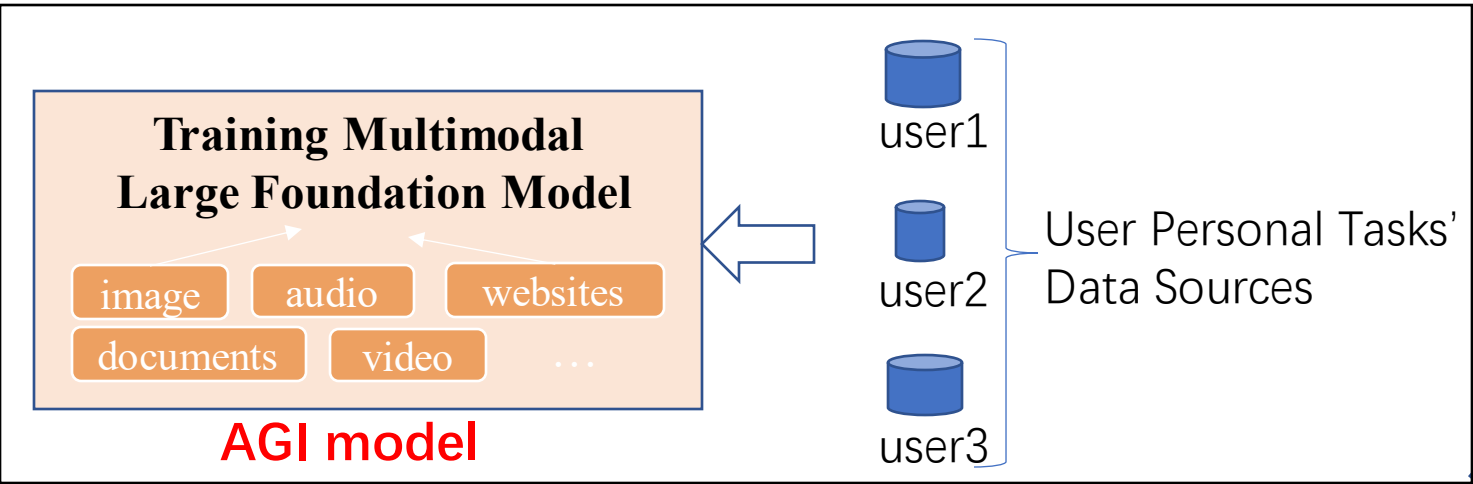 Training Multimodal
Large Foundation Model
image audio websites
documents video ...
AGI model
user1
user2
user3
User Personal Tasks'
Data Sources